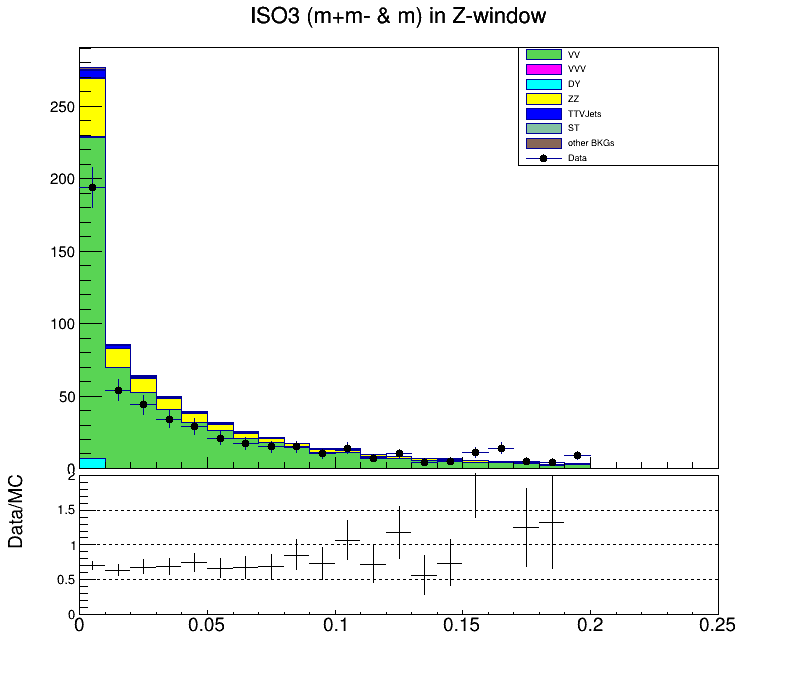 ISO3 (m+m- & m) in Z-window
VV
VVV
DY
ZZ
TTVJets
ST
other BKGs
Data
250
200
150
100
50
0
Data/MC
2
1.5
1
0.5
0
0 0.05 0.1 0.15 0.2 0.25